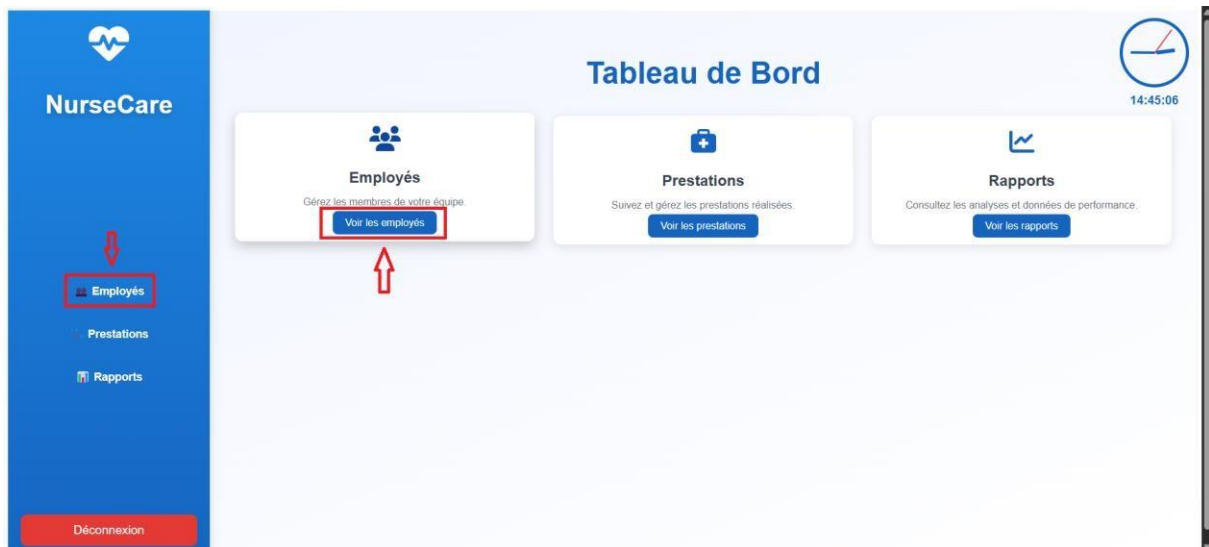 NurseCare
Employés
Prestations
Rapports
Déconnexion
Tableau de Bord
14:45:06
Employés
Gérez les membres de votre équipe.
Voir les employés
Prestations
Suivez et gérez les prestations réalisées.
Voir les prestations
Rapports
Consultez les analyses et données de performance.
Voir les rapports